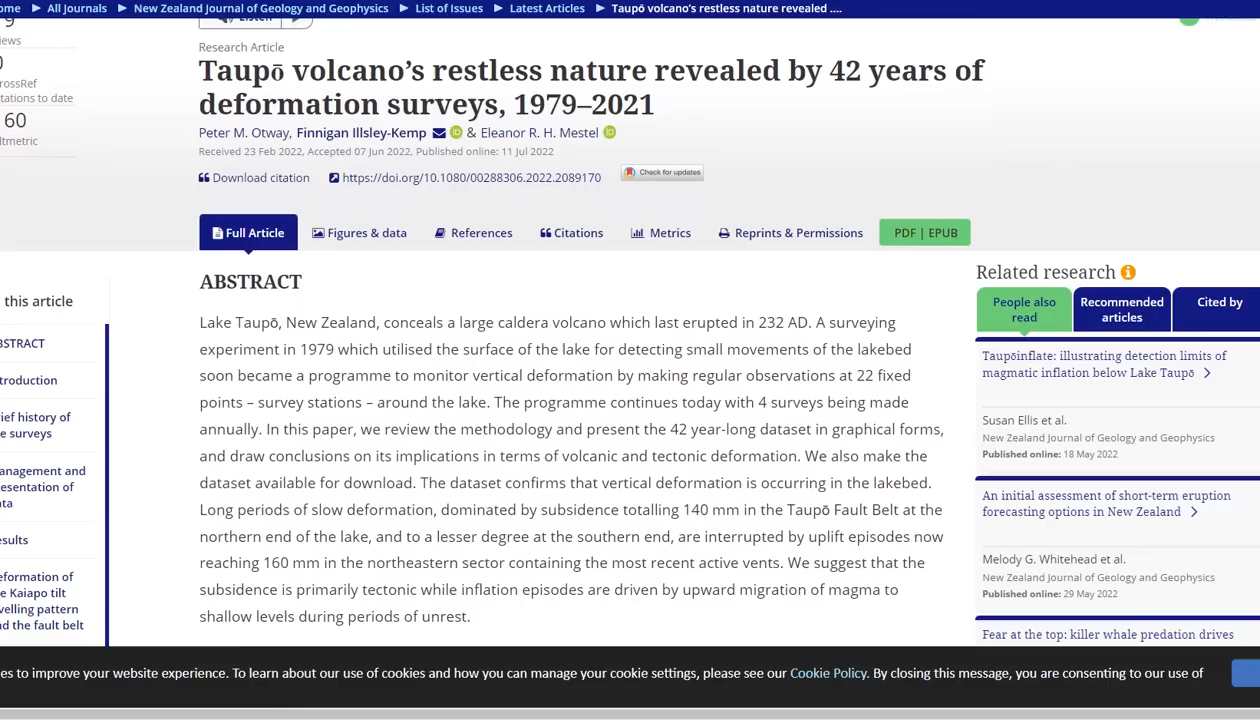 ome ▶ All Journals ▶ New Zealand Journal of Geology and Geophysics ▶ List of Issues ▶ Latest Articles ▶ Taupō volcano's restless nature revealed ....
9
iews
0
rossRef
tations to date
60
ltmetric
Listen
Research Article
Taupō volcano's restless nature revealed by 42 years of
deformation surveys, 1979–2021
Peter M. Otway, Finnigan Illsley-Kemp & Eleanor R. H. Mestel
Received 23 Feb 2022, Accepted 07 Jun 2022, Published online: 11 Jul 2022
Download citation https://doi.org/10.1080/00288306.2022.2089170 Check for updates
Full Article Figures & data References Citations Metrics Reprints & Permissions PDF | EPUB
this article
BSTRACT
troduction
ief history of
e surveys
anagement and
esentation of
ata
esults
eformation of
e Kaiapo tilt
velling pattern
nd the fault belt
ABSTRACT
Lake Taupō, New Zealand, conceals a large caldera volcano which last erupted in 232 AD. A surveying
experiment in 1979 which utilised the surface of the lake for detecting small movements of the lakebed
soon became a programme to monitor vertical deformation by making regular observations at 22 fixed
points – survey stations – around the lake. The programme continues today with 4 surveys being made
annually. In this paper, we review the methodology and present the 42 year-long dataset in graphical forms,
and draw conclusions on its implications in terms of volcanic and tectonic deformation. We also make the
dataset available for download. The dataset confirms that vertical deformation is occurring in the lakebed.
Long periods of slow deformation, dominated by subsidence totalling 140 mm in the Taupō Fault Belt at the
northern end of the lake, and to a lesser degree at the southern end, are interrupted by uplift episodes now
reaching 160 mm in the northeastern sector containing the most recent active vents. We suggest that the
subsidence is primarily tectonic while inflation episodes are driven by upward migration of magma to
shallow levels during periods of unrest.
Related research
People also
read
Recommended
articles
Cited by
Taupōinflate: illustrating detection limits of
magmatic inflation below Lake Taupō
Susan Ellis et al.
New Zealand Journal of Geology and Geophysics
Published online: 18 May 2022
An initial assessment of short-term eruption
forecasting options in New Zealand
Melody G. Whitehead et al.
New Zealand Journal of Geology and Geophysics
Published online: 29 May 2022
Fear at the top: killer whale predation drives
es to improve your website experience. To learn about our use of cookies and how you can manage your cookie settings, please see our Cookie Policy. By closing this message, you are consenting to our use of